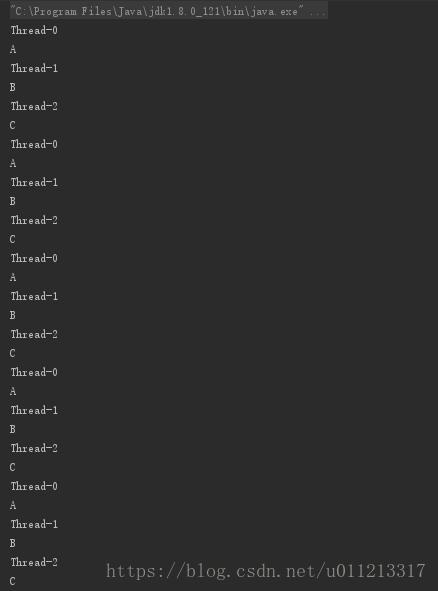 "C:\Program Files\Java\jdk1.8.0_121\bin\java.exe" ...
Thread-0
A
Thread-1
B
Thread-2
C
Thread-0
A
Thread-1
B
Thread-2
C
Thread-0
A
Thread-1
B
Thread-2
C
Thread-0
A
Thread-1
B
Thread-2
C
Thread-0
A
Thread-1
B
Thread-2
C
https://blog.csdn.net/u011213317